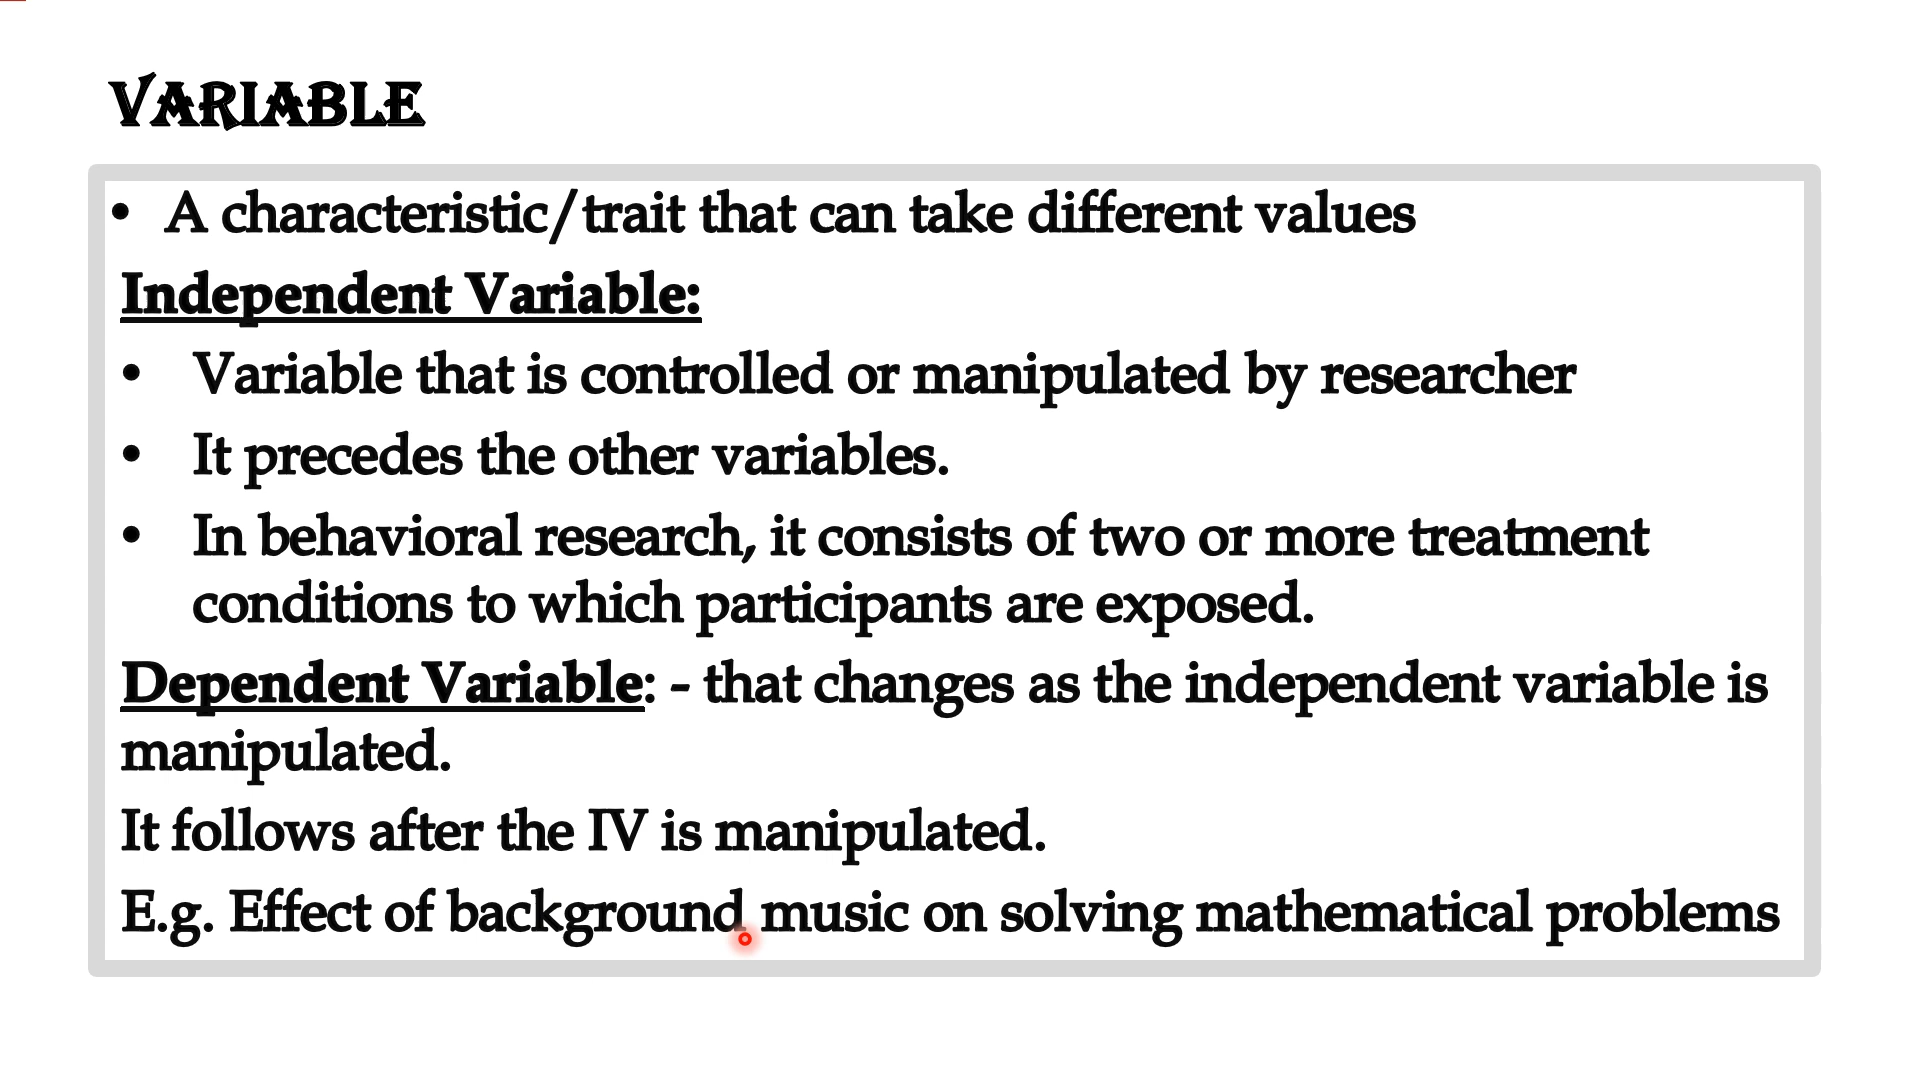 VARIABLE
• A characteristic/trait that can take different values
Independent Variable:
• Variable that is controlled or manipulated by researcher
• It precedes the other variables.
• In behavioral research, it consists of two or more treatment
conditions to which participants are exposed.
Dependent Variable: - that changes as the independent variable is
manipulated.
It follows after the IV is manipulated.
E.g. Effect of background music on solving mathematical problems